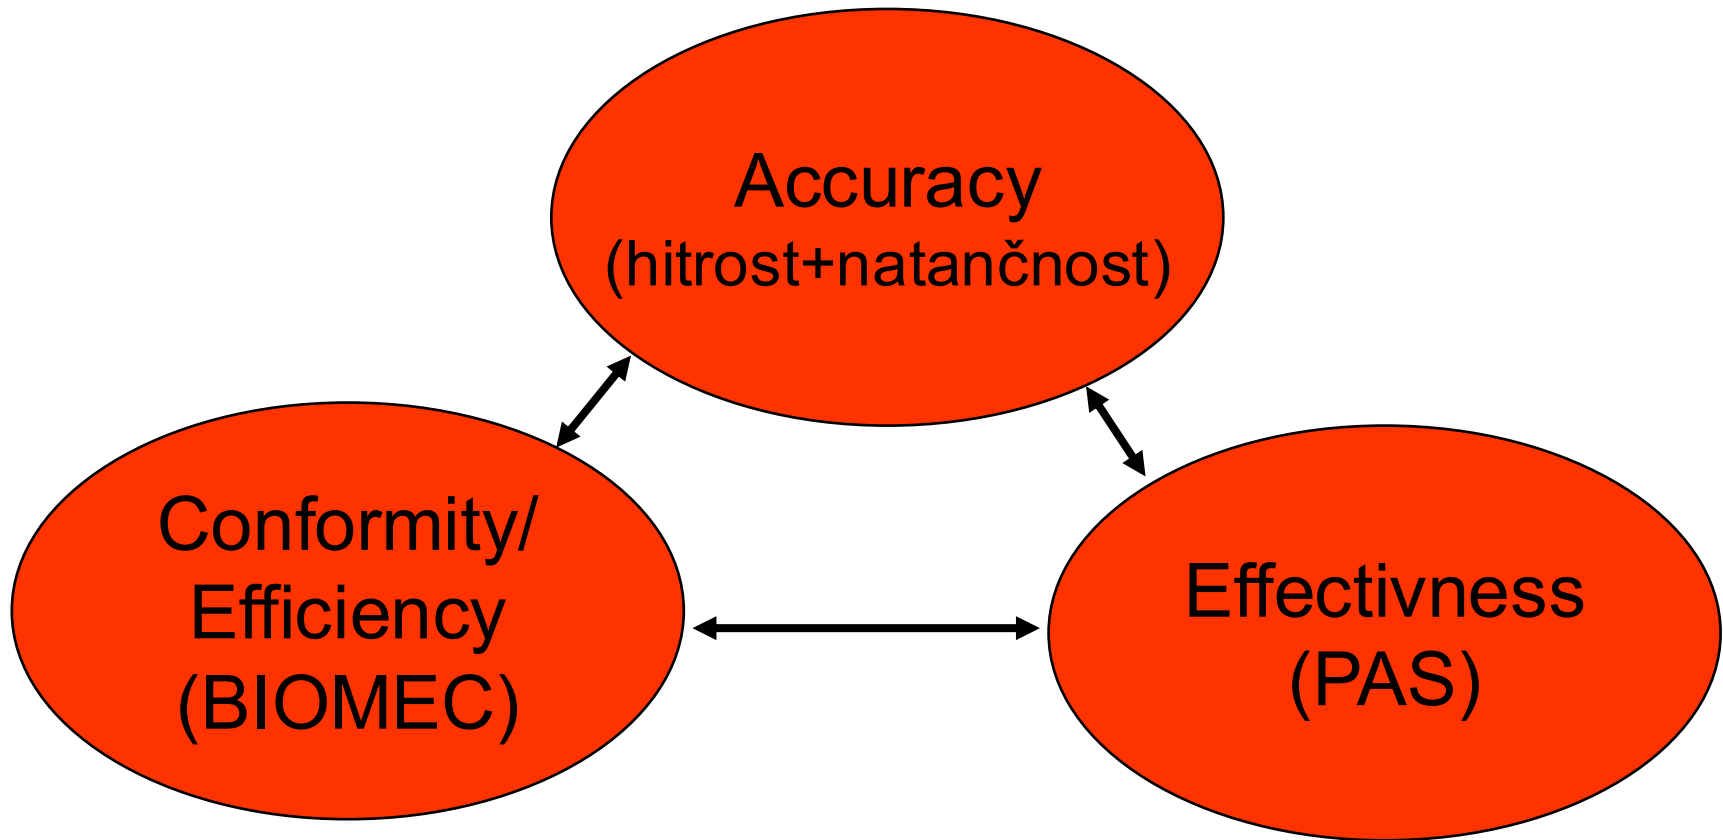 Accuracy
(hitrost+natančnost)
Conformity/
Efficiency
(BIOMEC)
Effectivness
(PAS)